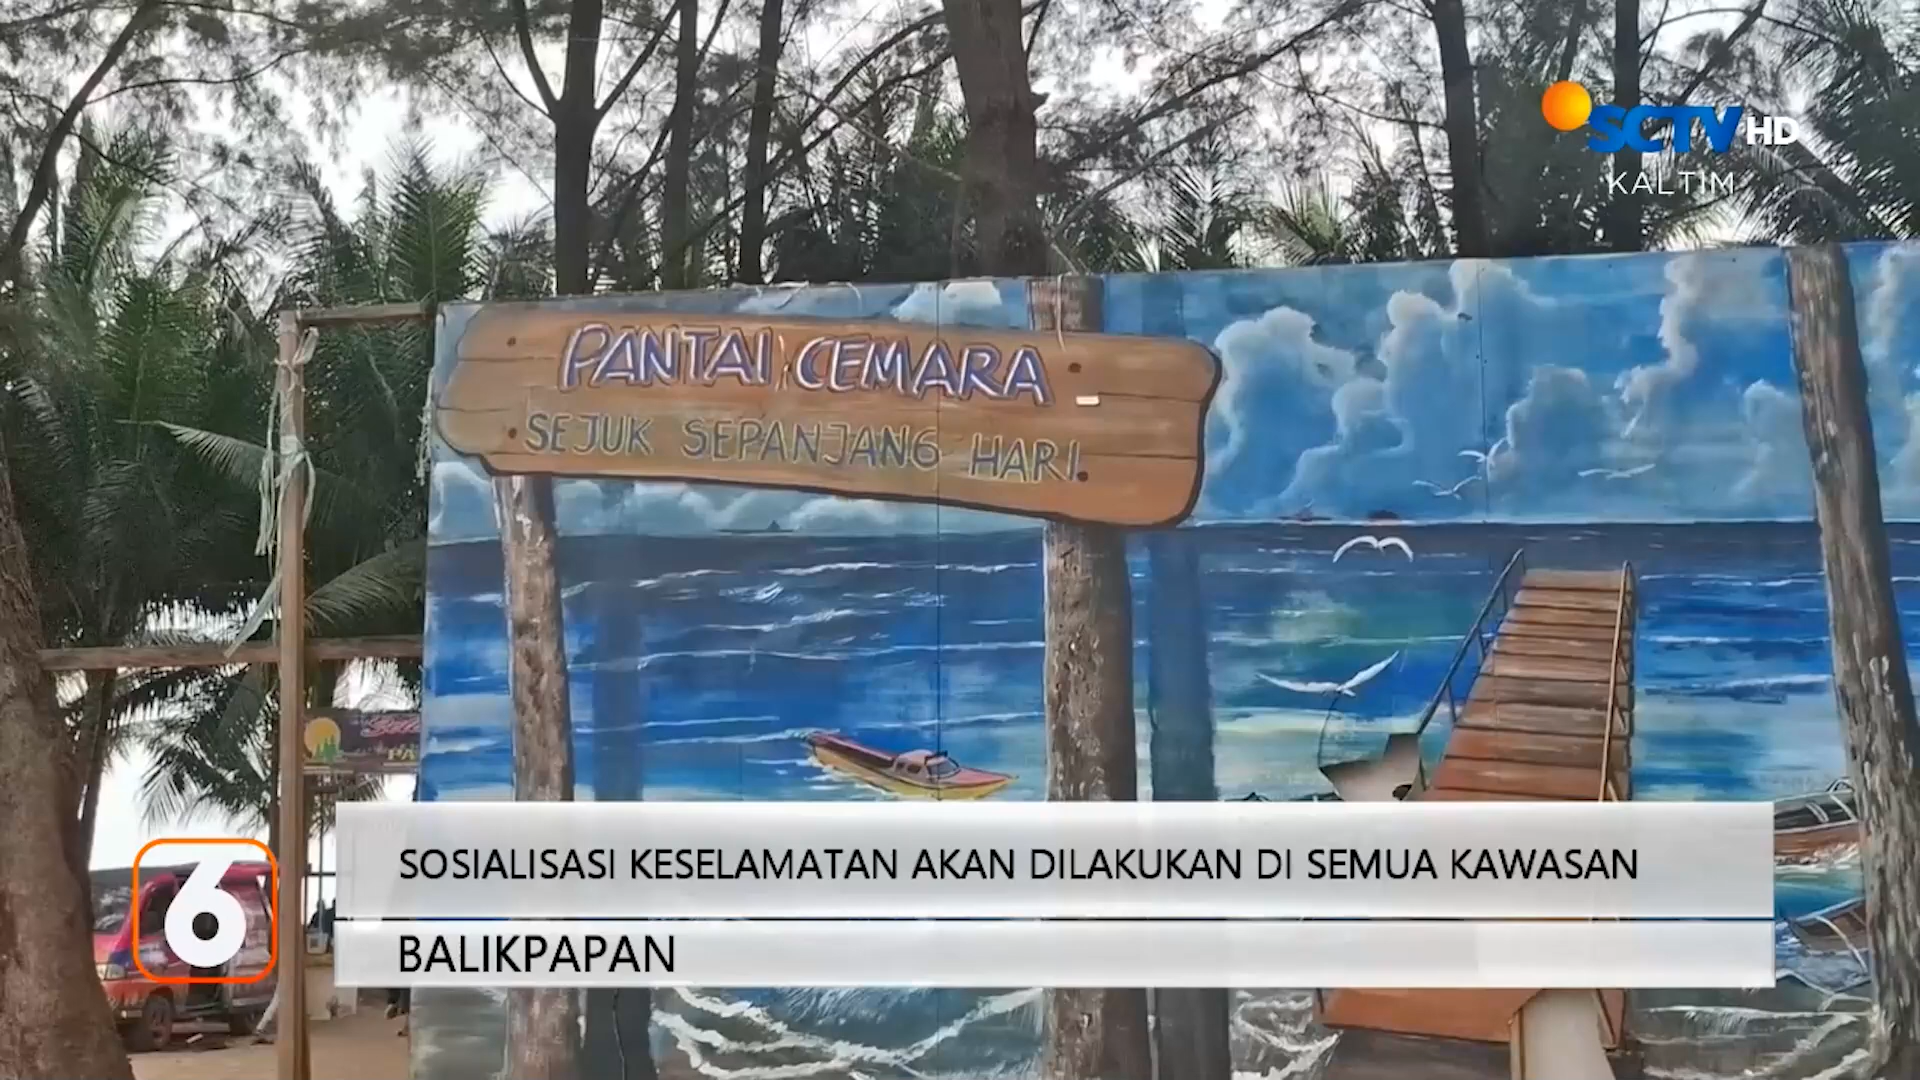 SCTV HD
KALTIM
PANTAI CEMARA
SEJUK SEPANJANG HARI
6
SOSIALISASI KESELAMATAN AKAN DILAKUKAN DI SEMUA KAWASAN
BALIKPAPAN